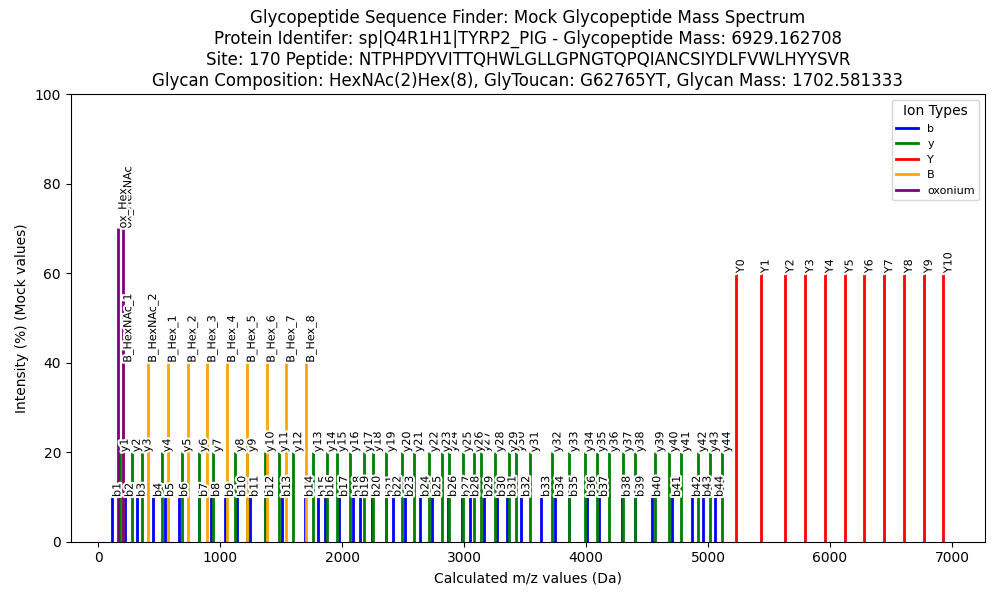 Glycopeptide Sequence Finder: Mock Glycopeptide Mass Spectrum
Protein Identifer: sp|Q4R1H1|TYRP2_PIG - Glycopeptide Mass: 6929.162708
Site: 170 Peptide: NTPHPDYVITTQHWLGLLGPNGTQPQIANCSIYDLFVWLHYYSVR
Glycan Composition: HexNAc(2)Hex(8), GlyToucan: G62765YT, Glycan Mass: 1702.581333
Intensity (%) (Mock values)
100
80
60
40
20
0
Ion Types
b
y
Y
B
oxonium
ox_Hex
ox_HexNAc
Y0 Y1 Y2 Y3 Y4 Y5 Y6 Y7 Y8 Y9 Y10
B_HexNAc_1 B_HexNAc_2 B_Hex_1 B_Hex_2 B_Hex_3 B_Hex_4 B_Hex_5 B_Hex_6 B_Hex_7 B_Hex_8
y1 y2 y3 y4 y5 y6 y7 y8 y9 y10 y11 y12 y13 y14 y15 y16 y17 y18 y19 y20 y21 y22 y23 y24 y25 y26 y27 y28 y29 y30 y31 y32 y33 y34 y35 y36 y37 y38 y39 y40 y41 y42 y43 y44
b1 b2 b3 b4 b5 b6 b7 b8 b9 b10 b11 b12 b13 b14 b15 b16 b17 b18 b19 b20 b21 b22 b23 b24 b25 b26 b27 b28 b29 b30 b31 b32 b33 b34 b35 b36 b37 b38 b39 b40 b41 b42 b43 b44
0 1000 2000 3000 4000 5000 6000 7000
Calculated m/z values (Da)